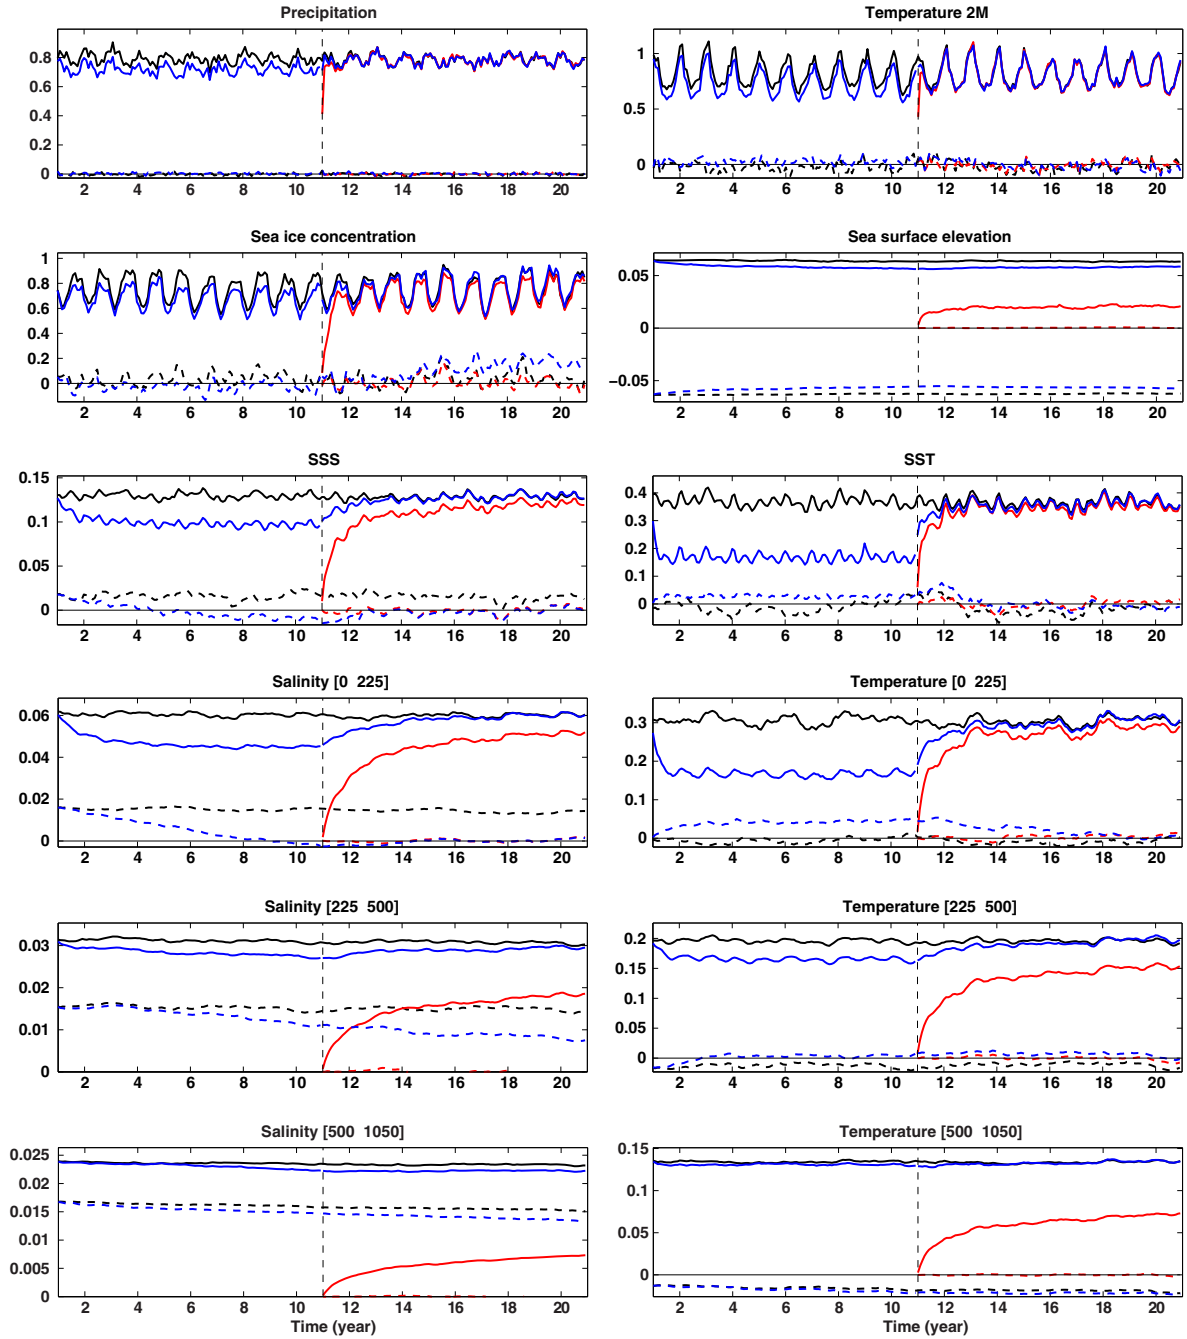 Precipitation
0.8
0.6
0.4
0.2
0
2 4 6 8 10 12 14 16 18 20
Temperature 2M
1
0.5
0
2 4 6 8 10 12 14 16 18 20
Sea ice concentration
1
0.8
0.6
0.4
0.2
0
2 4 6 8 10 12 14 16 18 20
Sea surface elevation
0.05
0
−0.05
2 4 6 8 10 12 14 16 18 20
SSS
0.15
0.1
0.05
0
2 4 6 8 10 12 14 16 18 20
SST
0.4
0.3
0.2
0.1
0
2 4 6 8 10 12 14 16 18 20
Salinity [0 225]
0.06
0.04
0.02
0
2 4 6 8 10 12 14 16 18 20
Temperature [0 225]
0.3
0.2
0.1
0
2 4 6 8 10 12 14 16 18 20
Salinity [225 500]
0.03
0.02
0.01
0
2 4 6 8 10 12 14 16 18 20
Temperature [225 500]
0.2
0.15
0.1
0.05
0
2 4 6 8 10 12 14 16 18 20
Salinity [500 1050]
0.025
0.02
0.015
0.01
0.005
0
2 4 6 8 10 12 14 16 18 20
Time (year)
Temperature [500 1050]
0.15
0.1
0.05
0
2 4 6 8 10 12 14 16 18 20
Time (year)